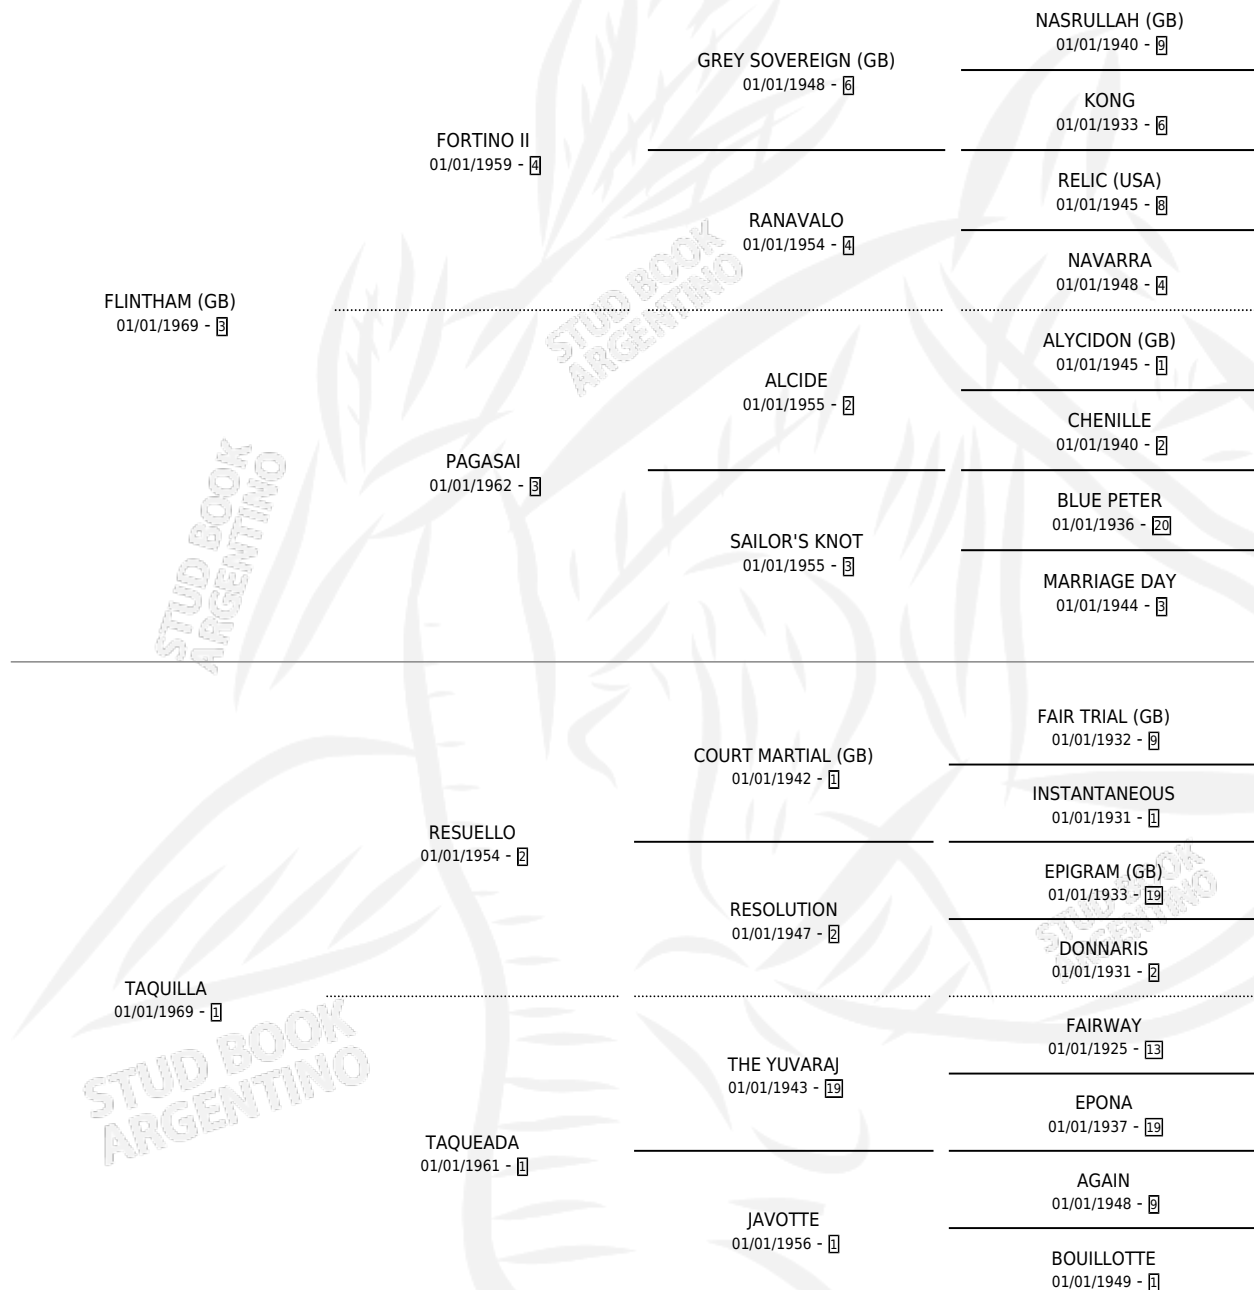 NASRULLAH (GB)
01/01/1940 - 9
GREY SOVEREIGN (GB)
01/01/1948 - 6
KONG
01/01/1933 - 6
FORTINO II
01/01/1959 - 4
RELIC (USA)
01/01/1945 - 8
RANAVALO
01/01/1954 - 4
NAVARRA
01/01/1948 - 4
FLINTHAM (GB)
01/01/1969 - 3
ALYCIDON (GB)
01/01/1945 - 1
ALCIDE
01/01/1955 - 2
CHENILLE
01/01/1940 - 2
PAGASAI
01/01/1962 - 3
BLUE PETER
01/01/1936 - 20
SAILOR'S KNOT
01/01/1955 - 3
MARRIAGE DAY
01/01/1944 - 3
FAIR TRIAL (GB)
01/01/1932 - 9
COURT MARTIAL (GB)
01/01/1942 - 1
INSTANTANEOUS
01/01/1931 - 1
RESUELLO
01/01/1954 - 2
EPIGRAM (GB)
01/01/1933 - 19
RESOLUTION
01/01/1947 - 2
DONNARIS
01/01/1931 - 2
TAQUILLA
01/01/1969 - 1
FAIRWAY
01/01/1925 - 13
THE YUVARAJ
01/01/1943 - 19
EPONA
01/01/1937 - 19
TAQUEADA
01/01/1961 - 1
AGAIN
01/01/1948 - 9
JAVOTTE
01/01/1956 - 1
BOUILLOTTE
01/01/1949 - 1
STUD BOOK
ARGENTINO
STUD BOOK
ARGENTINO
STUD BOOK
ARGENTINO
STUD BOOK
ARGENTINO